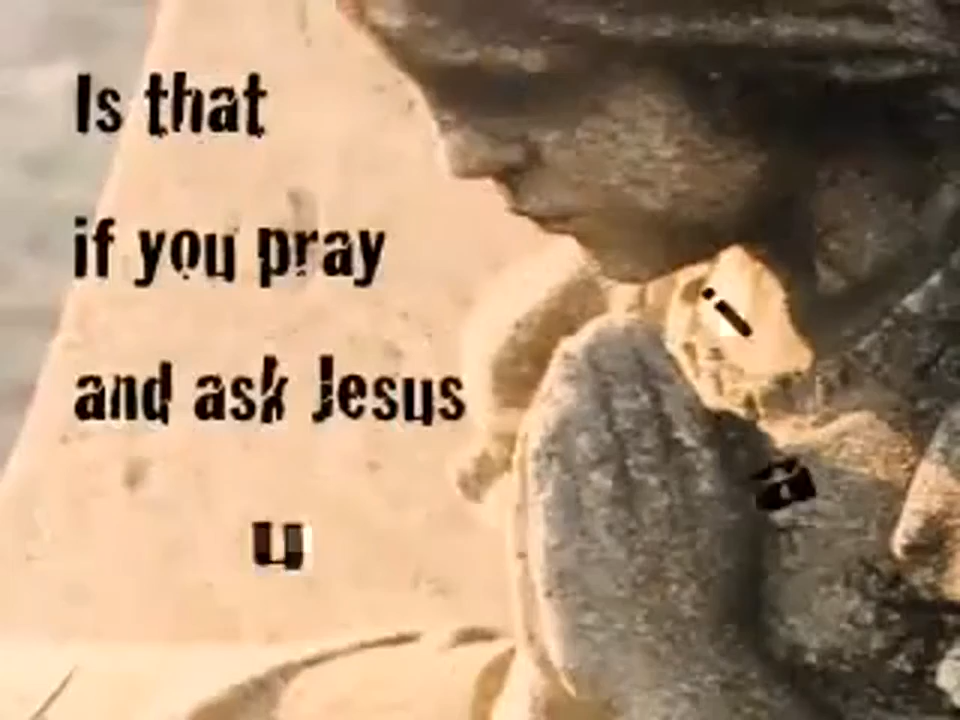 Is that
if you pray
and ask Jesus
u
i